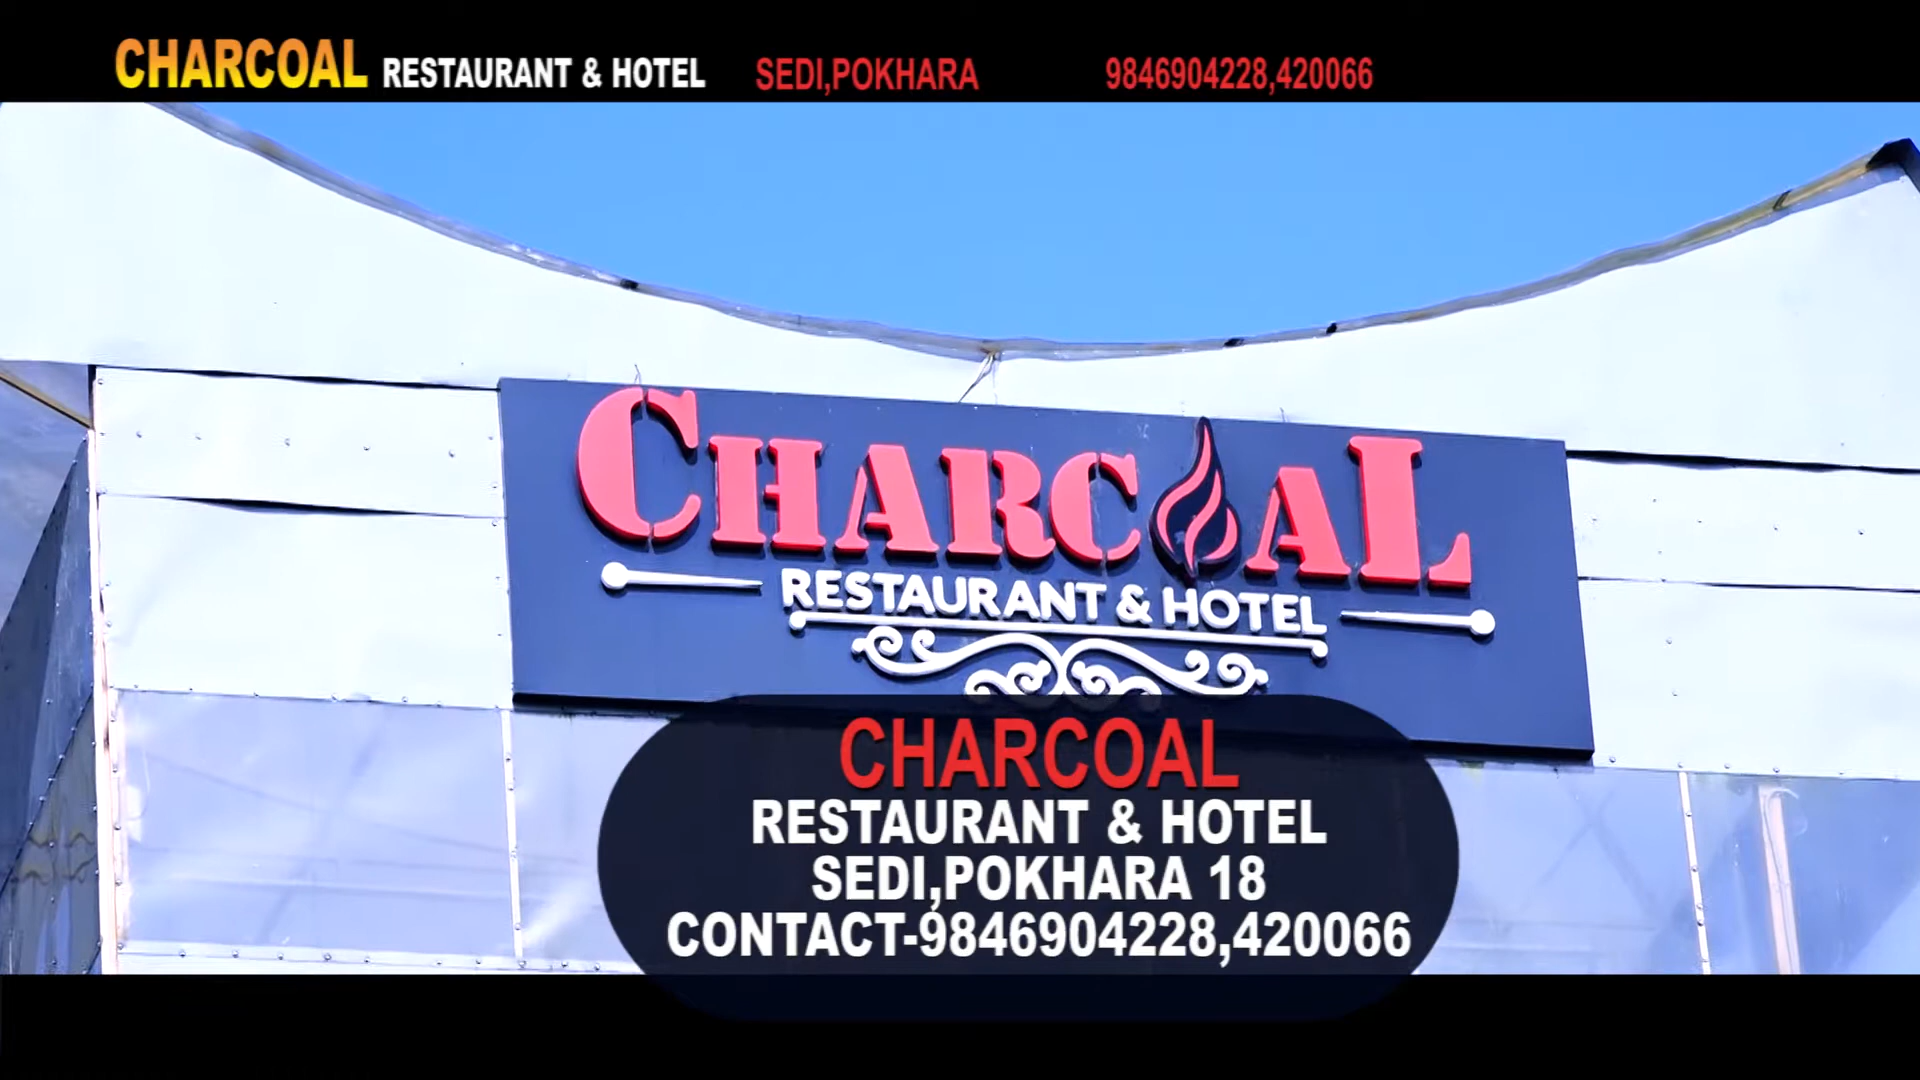 CHARCOAL RESTAURANT & HOTEL SEDI,POKHARA 9846904228,420066
CHARCOAL
RESTAURANT & HOTEL
CHARCOAL
RESTAURANT & HOTEL
SEDI,POKHARA 18
CONTACT-9846904228,420066